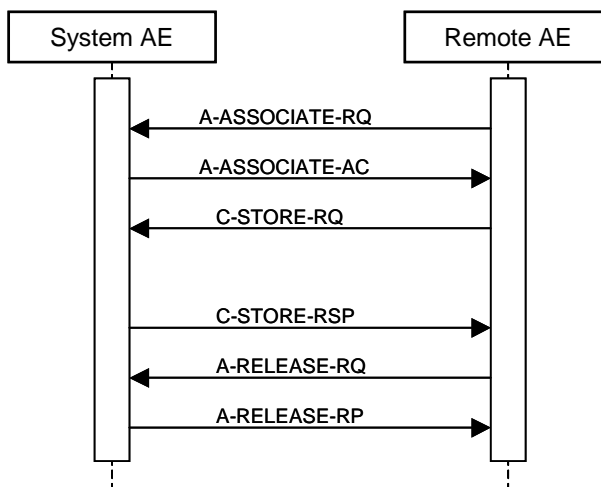 System AE
Remote AE
A-ASSOCIATE-RQ
A-ASSOCIATE-AC
C-STORE-RQ
C-STORE-RSP
A-RELEASE-RQ
A-RELEASE-RP